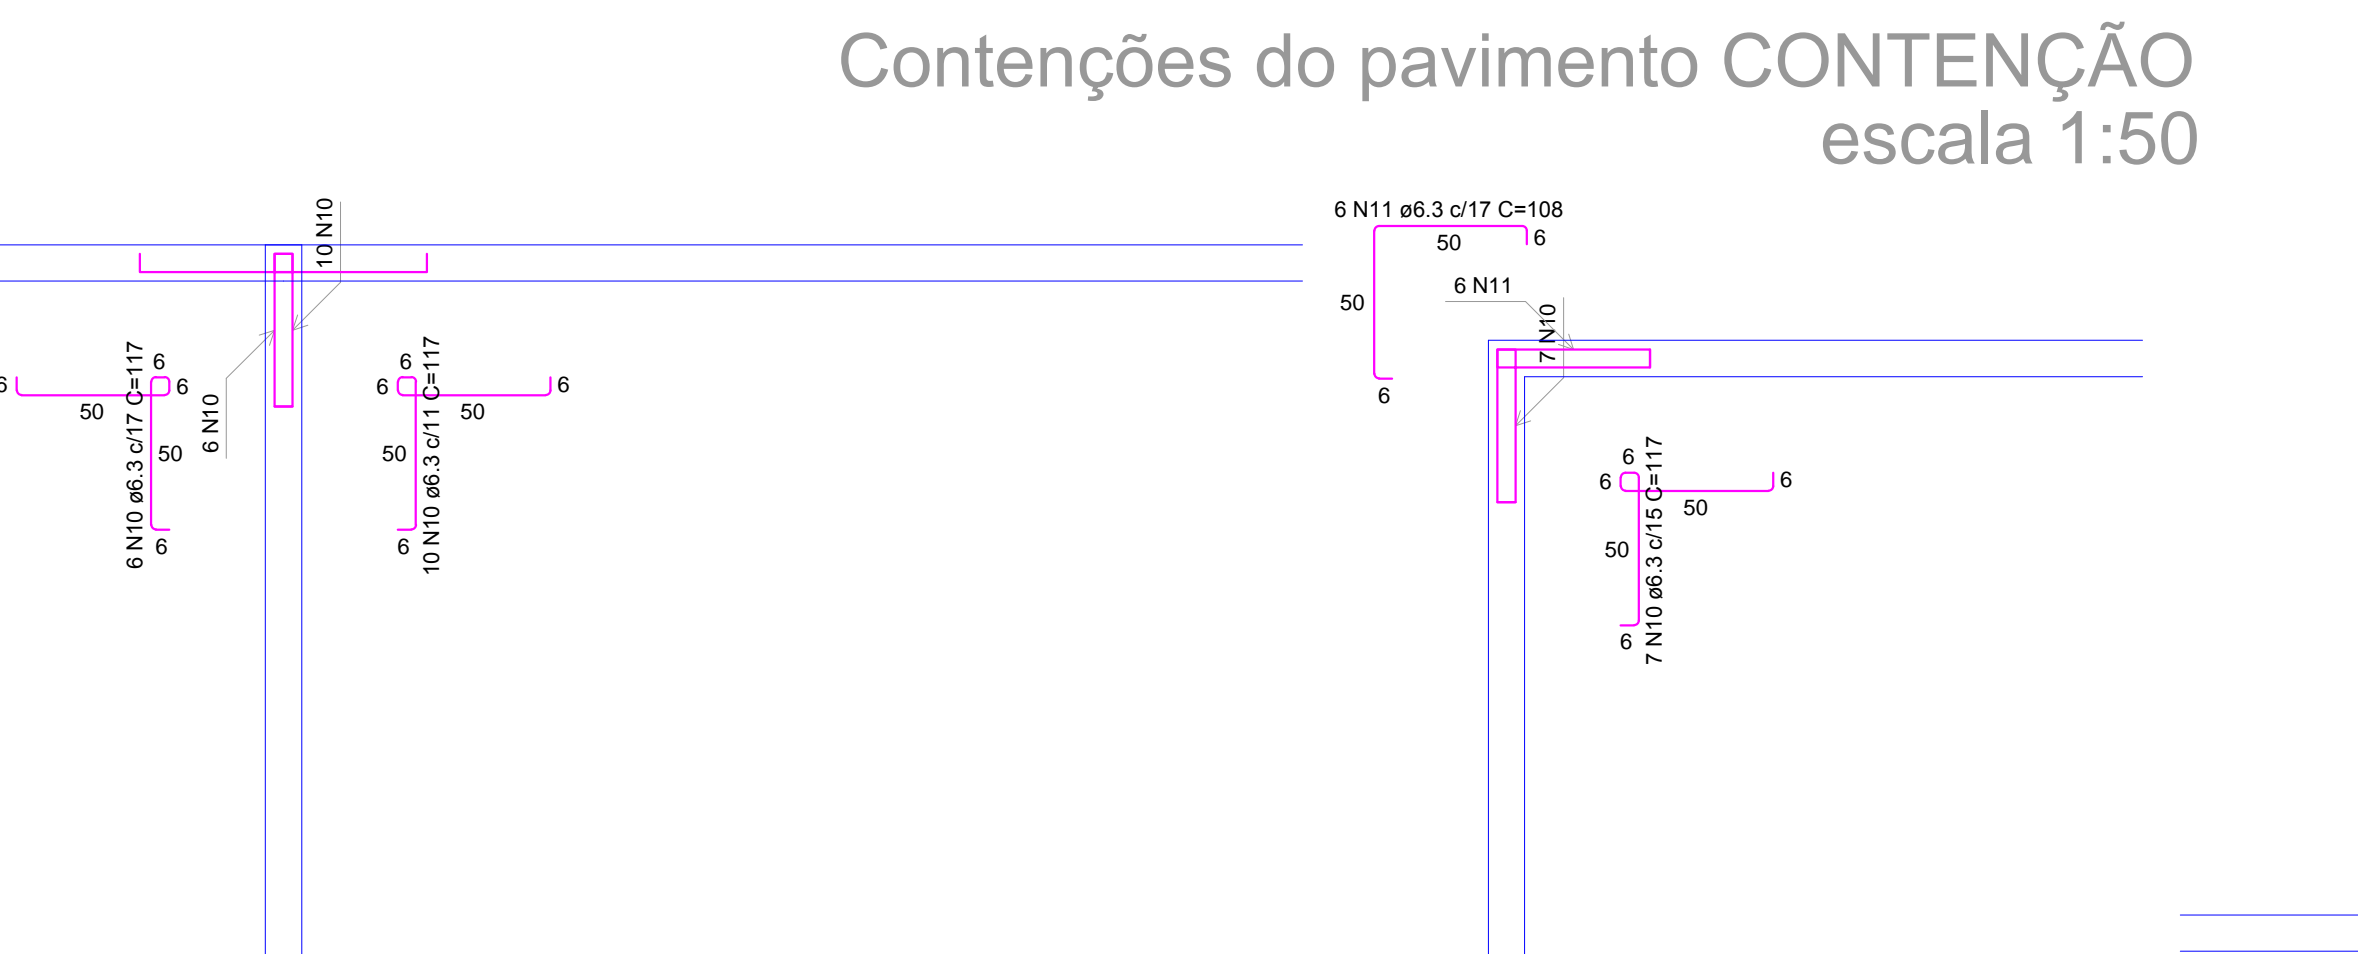 Contenções do pavimento CONTENÇÃO
escala 1:50
10 N10
6 N10
6
50
6
6
50
6
6 N10 ø6.3 c/17 C=117
6
6
50
6
50
6
10 N10 ø6.3 c/11 C=117
6 N11 ø6.3 c/17 C=108
50
6
50
6
6 N11
7 N10
6
6
50
6
50
6
7 N10 ø6.3 c/15 C=117